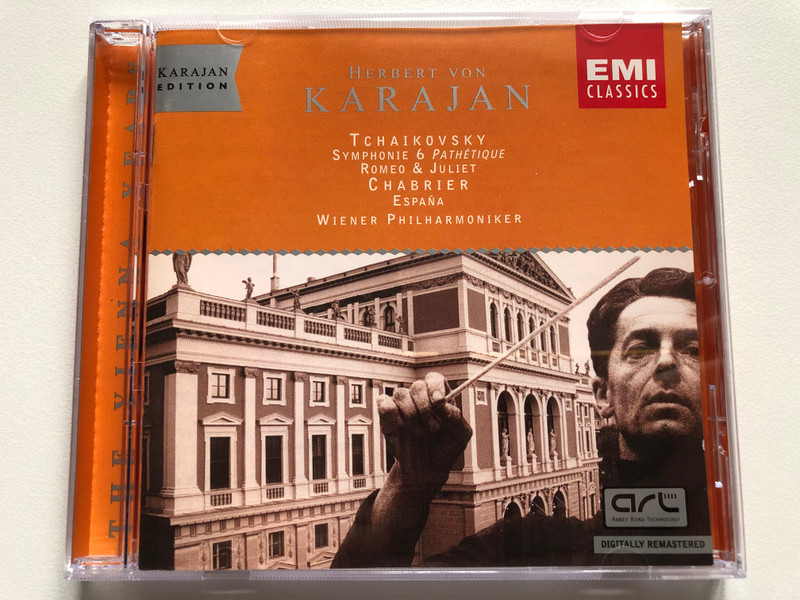 KARAJAN
EDITION
HERBERT VON
KARAJAN
EMI
CLASSICS
TCHAIKOVSKY
SYMPHONIE 6 PATHÉTIQUE
ROMEO & JULIET
CHABRIER
ESPAÑA
WIENER PHILHARMONIKER
THE VIENNA YEARS
art
ABBEY ROAD TECHNOLOGY
DIGITALLY REMASTERED